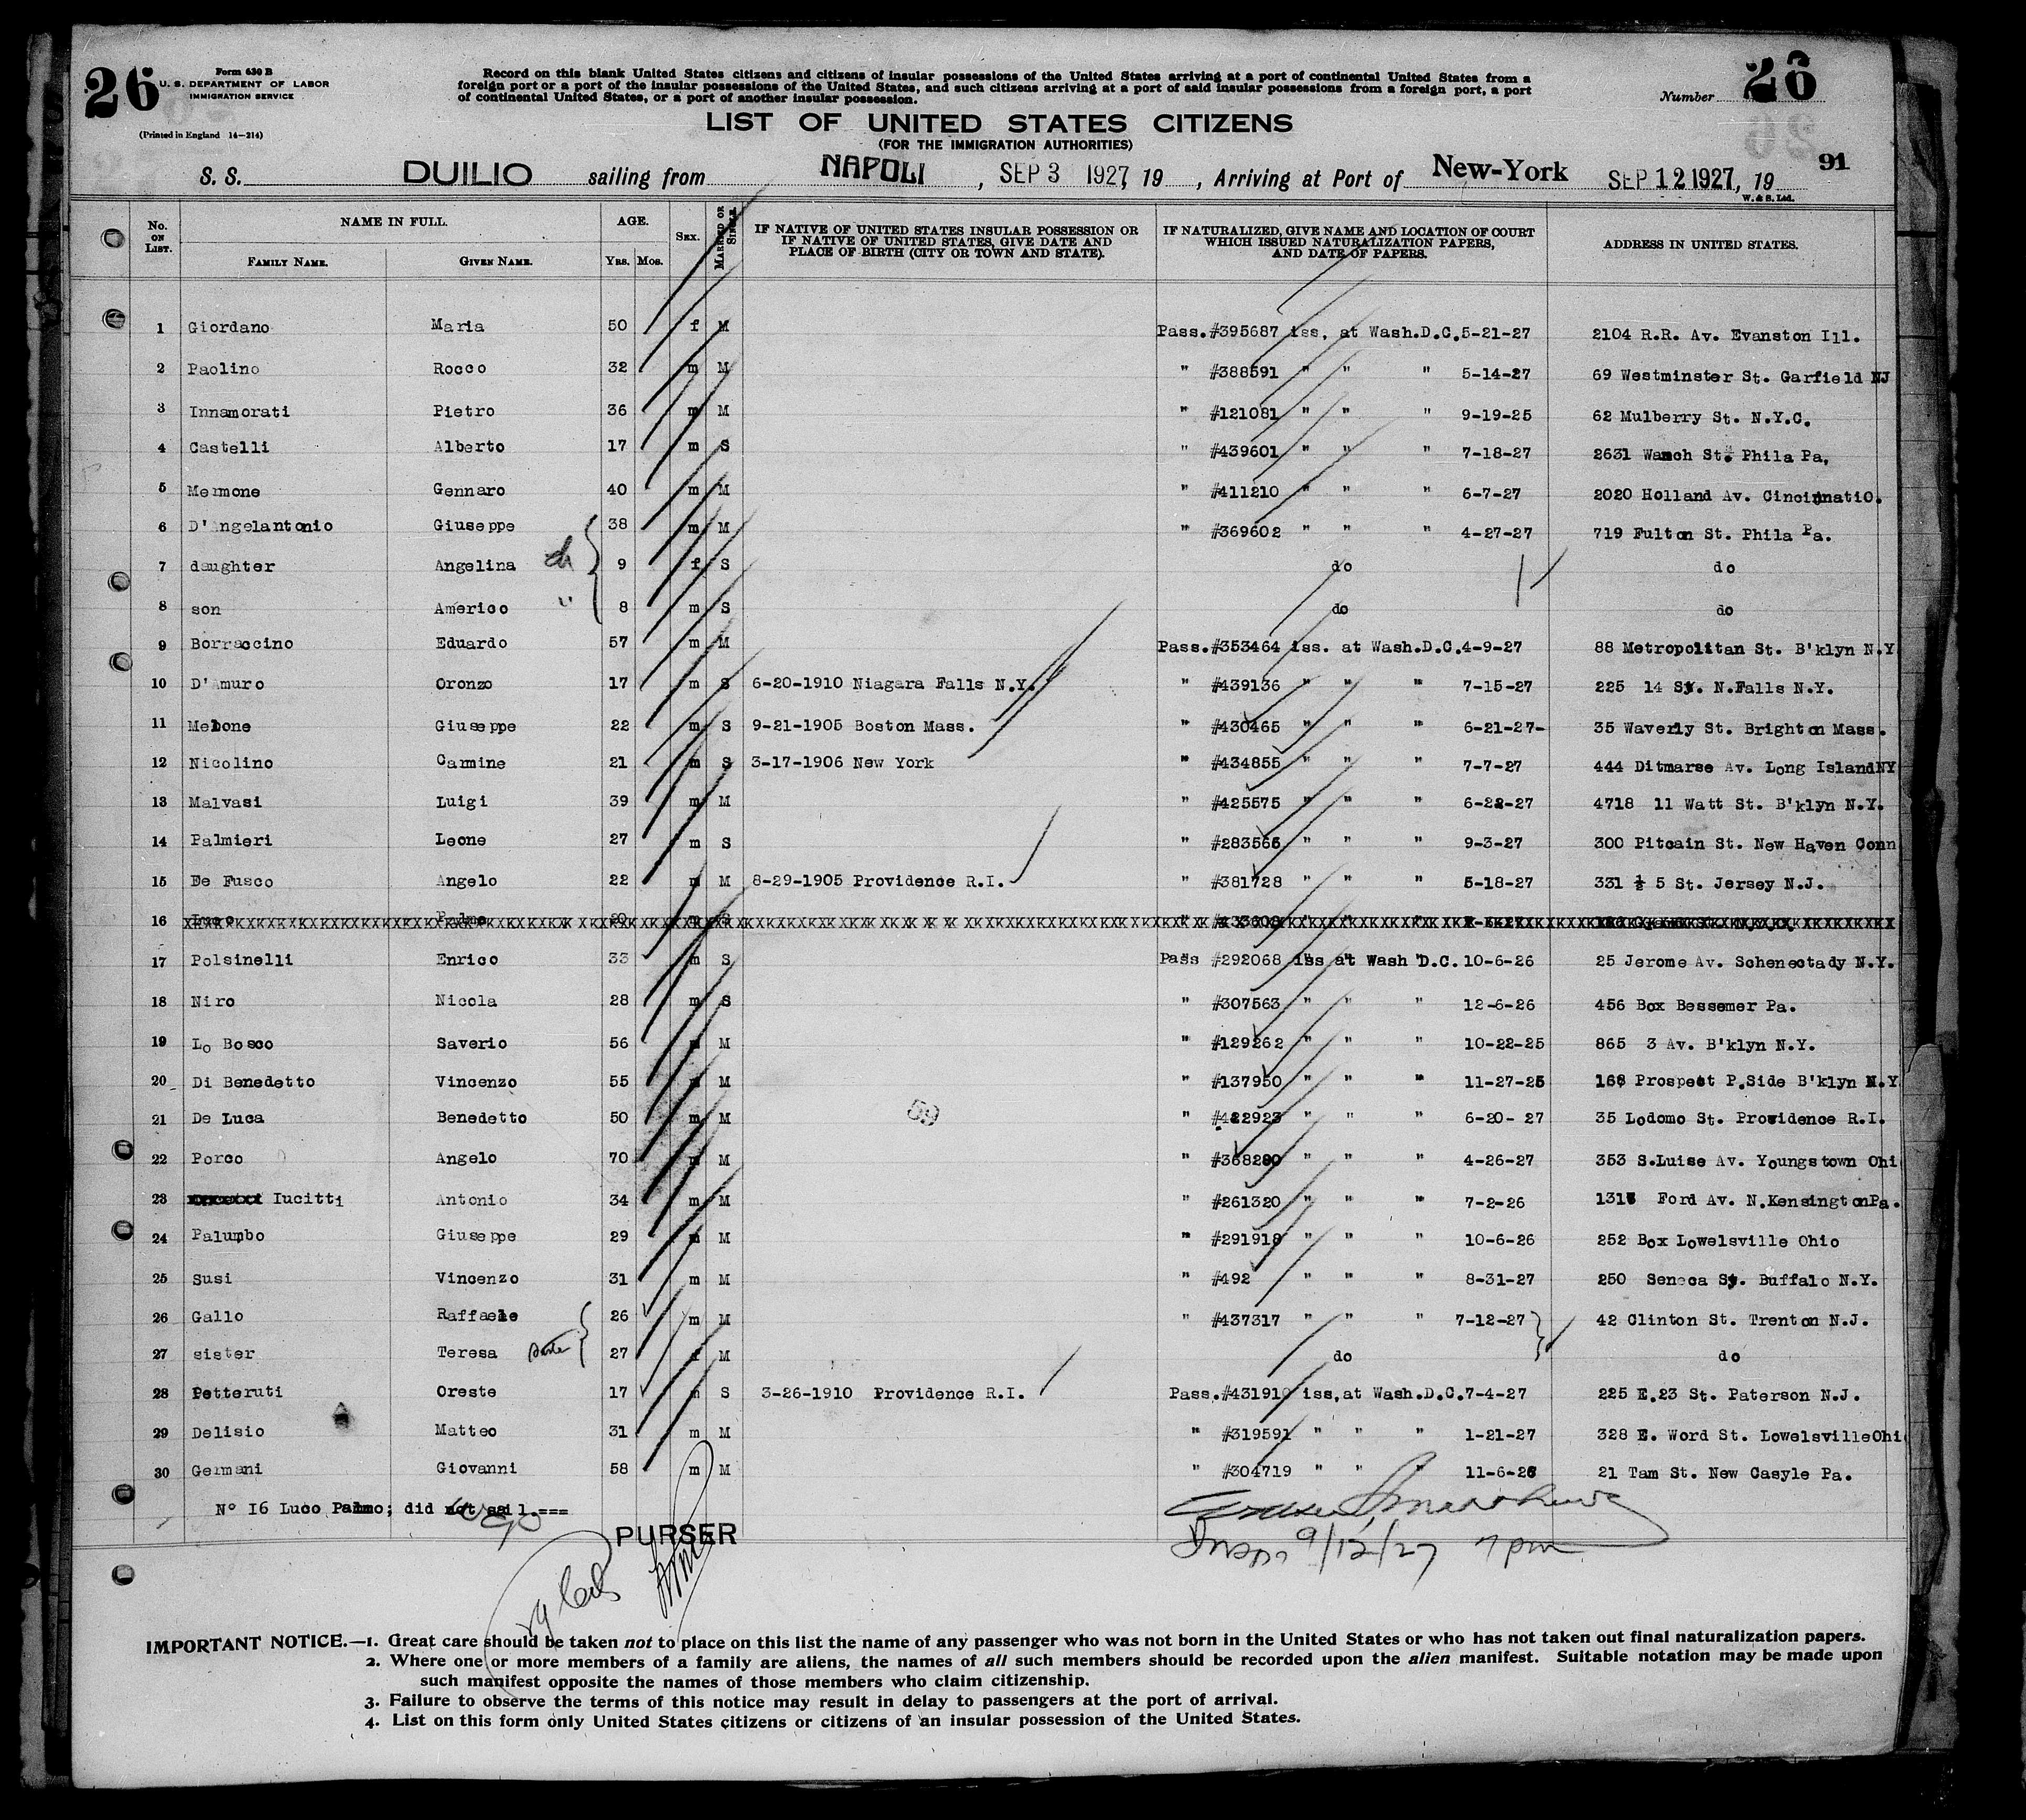 26
Form 630 B
U. S. DEPARTMENT OF LABOR
IMMIGRATION SERVICE
(Printed in England 14-214)
Record on this blank United States citizens and citizens of insular possessions of the United States arriving at a port of continental United States from a
foreign port or a port of the insular possessions of the United States, and such citizens arriving at a port of said insular possessions from a foreign port, a port
of continental United States, or a port of another insular possession.
Number 26
LIST OF UNITED STATES CITIZENS
(FOR THE IMMIGRATION AUTHORITIES)
91
S. S. DUILIO sailing from NAPOLI, SEP 3 1927, 19 , Arriving at Port of New-York SEP 12 1927, 19
W. & S. Ltd.
No. ON LIST. NAME IN FULL. FAMILY NAME. GIVEN NAME. AGE. YRS. MOS. SEX. MARRIED OR SINGLE. IF NATIVE OF UNITED STATES INSULAR POSSESSION OR IF NATIVE OF UNITED STATES, GIVE DATE AND PLACE OF BIRTH (CITY OR TOWN AND STATE). IF NATURALIZED, GIVE NAME AND LOCATION OF COURT WHICH ISSUED NATURALIZATION PAPERS, AND DATE OF PAPERS. ADDRESS IN UNITED STATES.
1 Giordano Maria 50 f M Pass.#395687 iss. at Wash.D.C.5-21-27 2104 R.R. Av. Evanston Ill.
2 Paolino Rocco 32 m M " #388591 " " " 5-14-27 69 Westminster St. Garfield NJ
3 Innamorati Pietro 36 m M " #121081 " " " 9-19-25 62 Mulberry St. N.Y.C.
4 Castelli Alberto 17 m S " #439601 " " " 7-18-27 2631 St. Phila Pa.
5 Mermone Gennaro 40 m M " #411210 " " " 6-7-27 2020 Holland Av. CincinnatiO.
6 D'Angelantonio Giuseppe 38 m M " #369602 " " " 4-27-27 719 Fulton St. Phila Pa.
7 daughter Angelina ch 9 f S do do
8 son Americo " 8 m S do do
9 Borraccino Eduardo 57 m M Pass.#353464 iss. at Wash.D.C.4-9-27 88 Metropolitan St. B'klyn N.Y
10 D'Amuro Oronzo 17 m S 6-20-1910 Niagara Falls N.Y. " #439136 " " " 7-15-27 225 14 St. N.Falls N.Y.
11 Melone Giuseppe 22 m S 9-21-1905 Boston Mass. " #430465 " " " 6-21-27- 35 Waverly St. Brighton Mass.
12 Nicolino Carmine 21 m S 3-17-1906 New York " #434855 " " " 7-7-27 444 Ditmarse Av. Long IslandNY
13 Malvasi Luigi 39 m M " #425575 " " " 6-22-27 4718 11 Watt St. B'klyn N.Y.
14 Palmieri Leone 27 m S " #283566 " " " 9-3-27 300 Pitcain St. New Haven Conn
15 De Fusco Angelo 22 m M 8-29-1905 Providence R.I. " #381728 " " " 5-18-27 331 ½ 5 St. Jersey N.J.
16 Luco Palmo
17 Polsinelli Enrico 33 m S Pass #292068 iss at Wash D.C. 10-6-26 25 Jerome Av. Schenectady N.Y.
18 Niro Nicola 28 m S " #307563 " " " 12-6-26 456 Box Bessemer Pa.
19 Lo Bosco Saverio 56 m M " #129262 " " " 10-22-25 865 3 Av. B'klyn N.Y.
20 Di Benedetto Vincenzo 55 m M " #137950 " " " 11-27-25 168 Prospect P.Side B'klyn N.Y
21 De Luca Benedetto 50 m M " #422923 " " " 6-20- 27 35 Lodomo St. Providence R.I.
22 Porco Angelo 70 m M " #368280 " " " 4-26-27 353 S.Luise Av. Youngstown Ohi
23 Iucitti Antonio 34 m M " #261320 " " " 7-2-26 1317 Ford Av. N.KensingtonPa.
24 Palumbo Giuseppe 29 m M " #291918 " " " 10-6-26 252 Box Lowelsville Ohio
25 Susi Vincenzo 31 m M " #492 " " " 8-31-27 250 Seneca St. Buffalo N.Y.
26 Gallo Raffaele 26 m M " #437317 " " " 7-12-27 42 Clinton St. Trenton N.J.
27 sister Teresa 27 f M do do
28 Petteruti Oreste 17 m S 3-26-1910 Providence R.I. Pass.#431910 iss.at Wash.D.C.7-4-27 225 E.23 St. Paterson N.J.
29 Delisio Matteo 31 m M " #319591 " " " 1-21-27 328 E. Word St. LowelsvilleOhi
30 Germani Giovanni 58 m M " #304719 " " " 11-6-26 21 Tam St. New Casyle Pa.
N° 16 Luco Palmo; did not sail.===
PURSER
9/12/27 7 pm
IMPORTANT NOTICE.—1. Great care should be taken not to place on this list the name of any passenger who was not born in the United States or who has not taken out final naturalization papers.
2. Where one or more members of a family are aliens, the names of all such members should be recorded upon the alien manifest. Suitable notation may be made upon
such manifest opposite the names of those members who claim citizenship.
3. Failure to observe the terms of this notice may result in delay to passengers at the port of arrival.
4. List on this form only United States citizens or citizens of an insular possession of the United States.